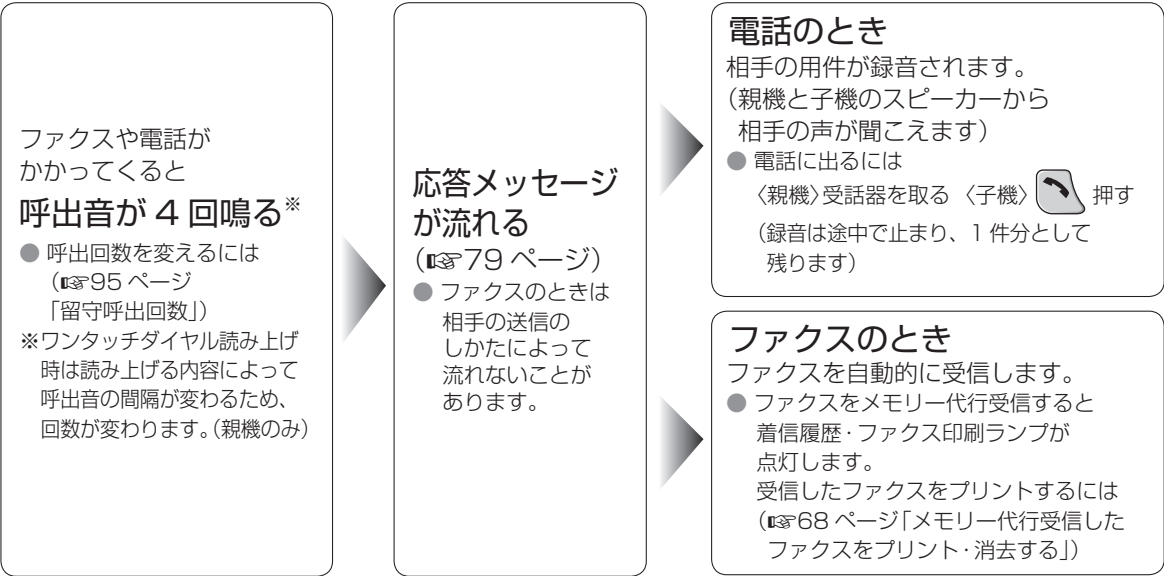 ファクスや電話が
かかってくると
呼出音が 4 回鳴る※
● 呼出回数を変えるには
(☞95 ページ
「留守呼出回数」)
※ワンタッチダイヤル読み上げ
時は読み上げる内容によって
呼出音の間隔が変わるため、
回数が変わります。(親機のみ)
応答メッセージ
が流れる
(☞79 ページ)
● ファクスのときは
相手の送信の
しかたによって
流れないことが
あります。
電話のとき
相手の用件が録音されます。
(親機と子機のスピーカーから
相手の声が聞こえます)
● 電話に出るには
〈親機〉受話器を取る 〈子機〉 押す
(録音は途中で止まり、1 件分として
残ります)
ファクスのとき
ファクスを自動的に受信します。
● ファクスをメモリー代行受信すると
着信履歴・ファクス印刷ランプが
点灯します。
受信したファクスをプリントするには
(☞68 ページ「メモリー代行受信した
ファクスをプリント・消去する」)